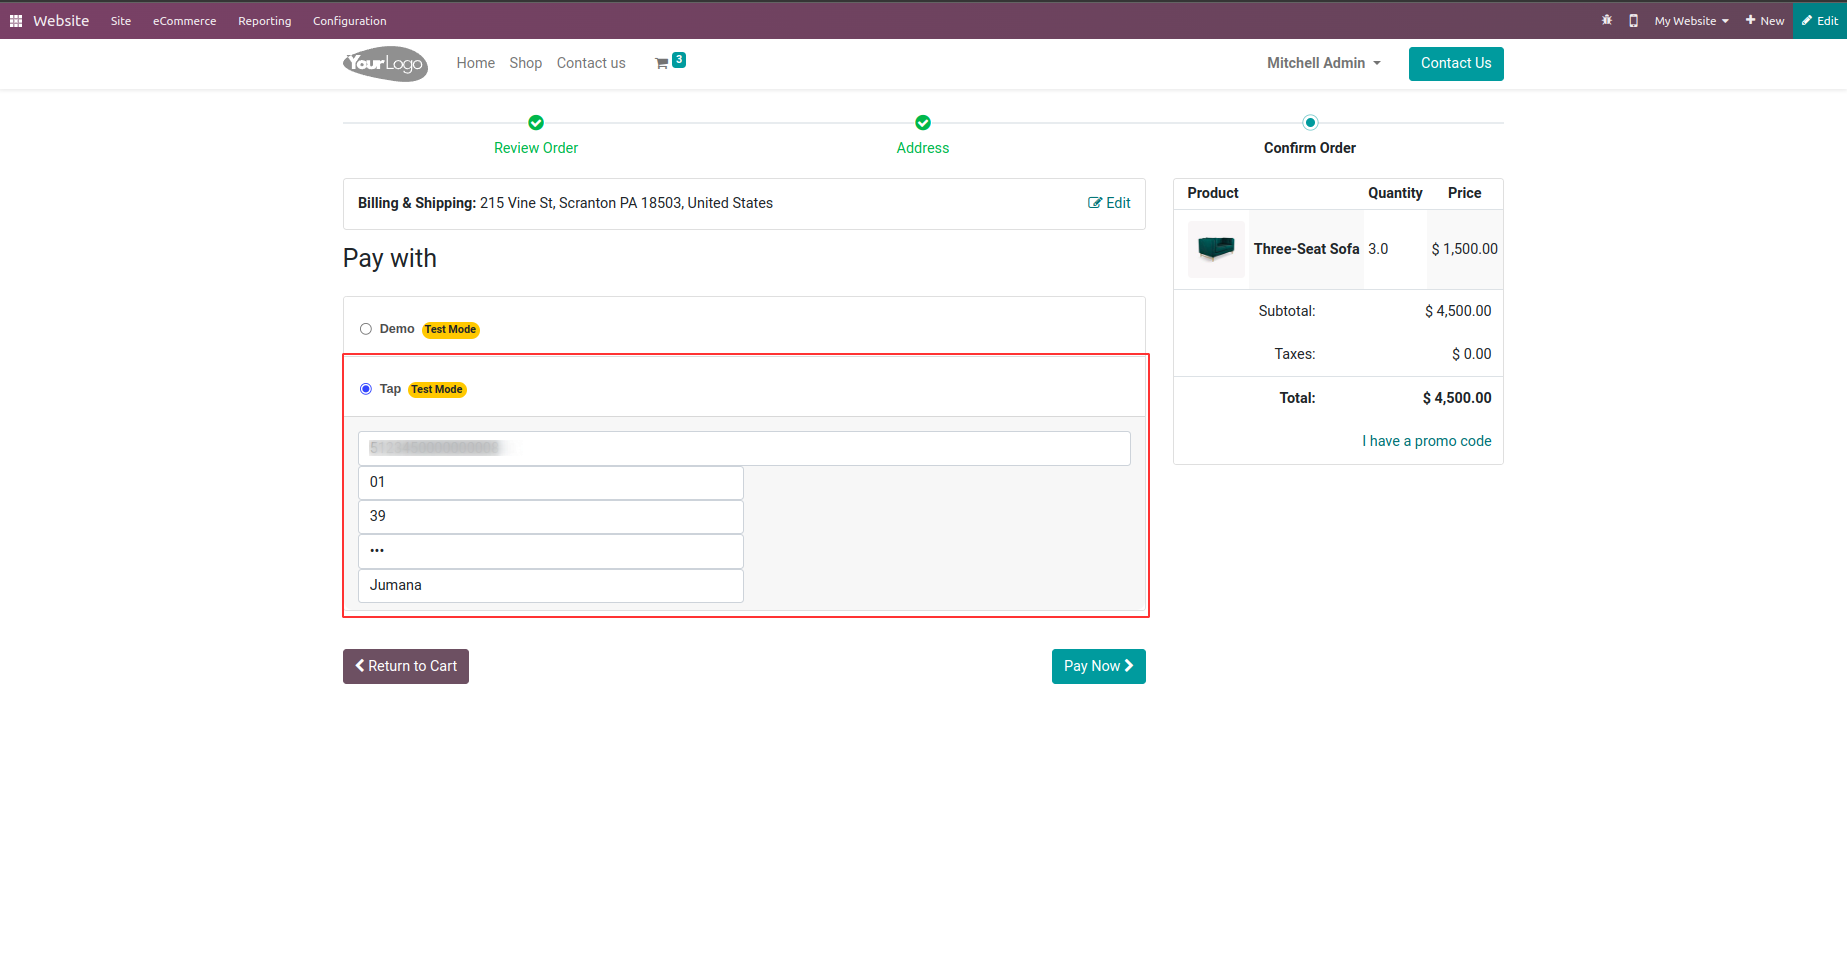 Website Site eCommerce Reporting Configuration My Website New Edit
YourLogo Home Shop Contact us 3 Mitchell Admin Contact Us
Review Order Address Confirm Order
Billing & Shipping: 215 Vine St, Scranton PA 18503, United States Edit
Pay with
Demo Test Mode
Tap Test Mode
01
39
•••
Jumana
Return to Cart Pay Now
Product Quantity Price
Three-Seat Sofa 3.0 $ 1,500.00
Subtotal: $ 4,500.00
Taxes: $ 0.00
Total: $ 4,500.00
I have a promo code